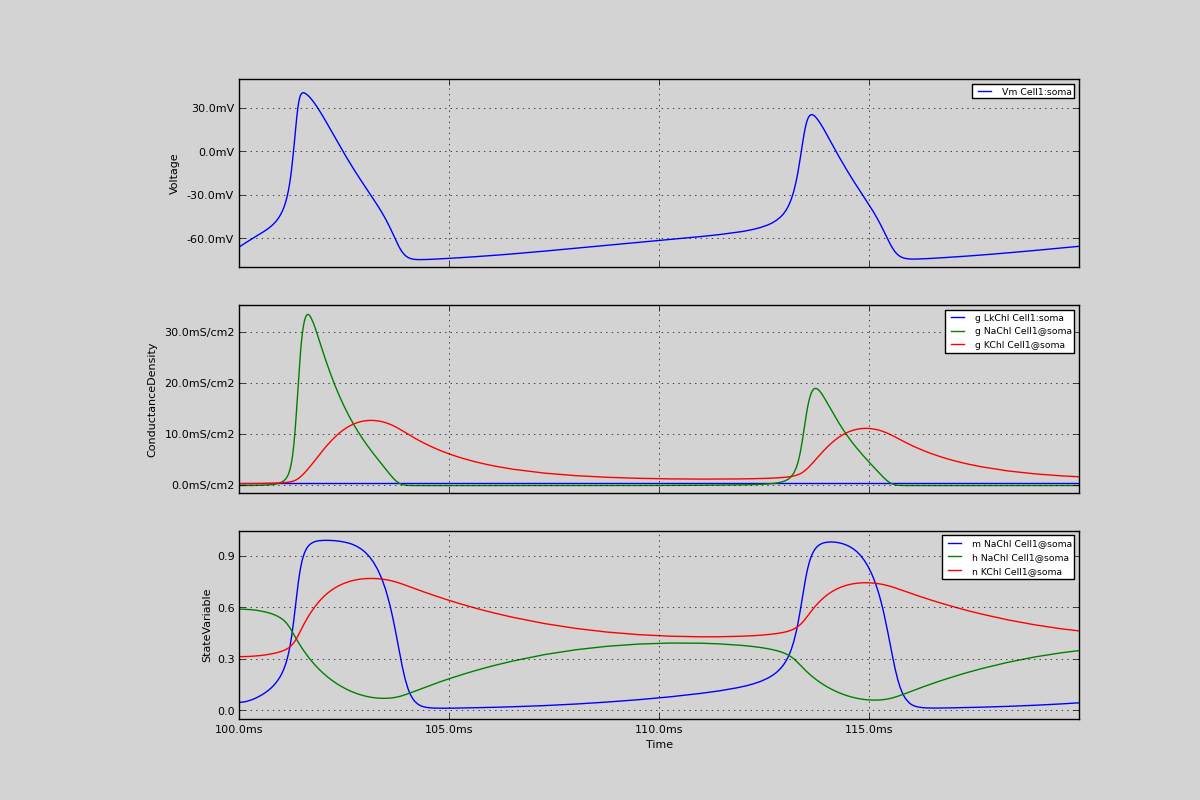 Vm Cell1:soma
30.0mV
0.0mV
-30.0mV
-60.0mV
Voltage
g LkChl Cell1:soma
g NaChl Cell1@soma
g KChl Cell1@soma
30.0mS/cm2
20.0mS/cm2
10.0mS/cm2
0.0mS/cm2
ConductanceDensity
m NaChl Cell1@soma
h NaChl Cell1@soma
n KChl Cell1@soma
0.9
0.6
0.3
0.0
StateVariable
100.0ms 105.0ms 110.0ms 115.0ms
Time